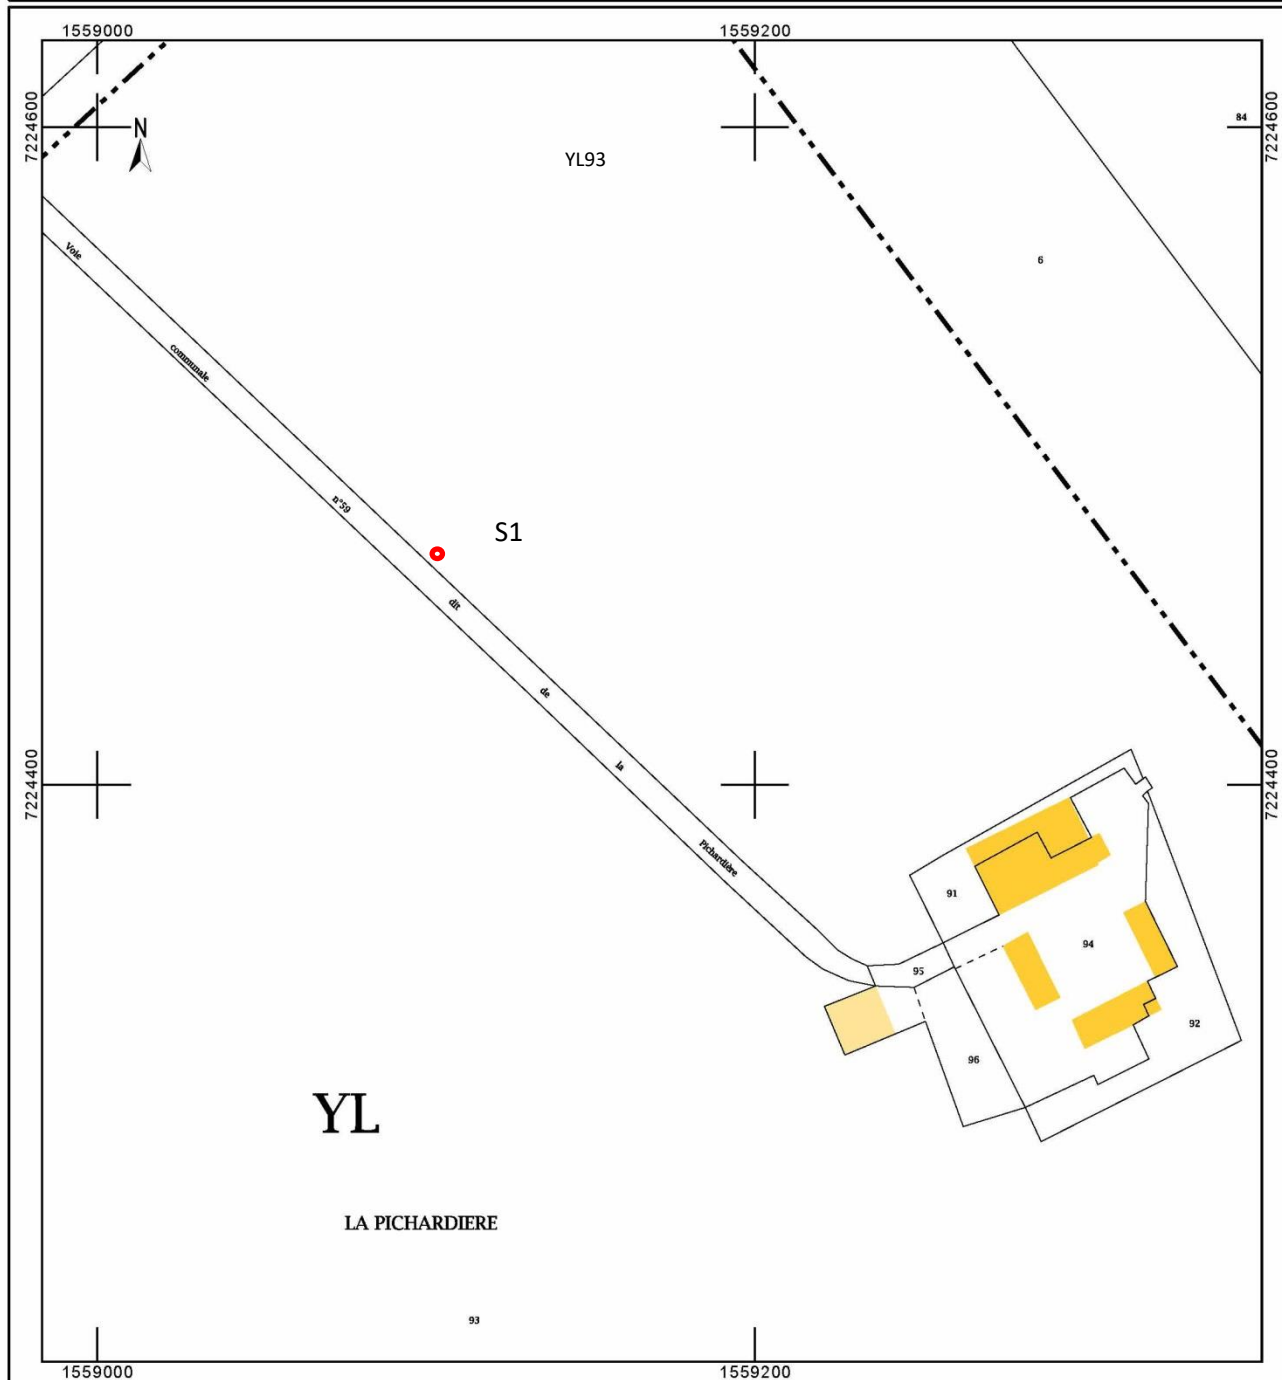 1559000
1559200
7224600
7224600
84
N
YL93
Voie
6
communale
n°59
S1
dit
de
la
7224400
7224400
Pichardière
91
94
95
92
96
YL
LA PICHARDIERE
93
1559000
1559200